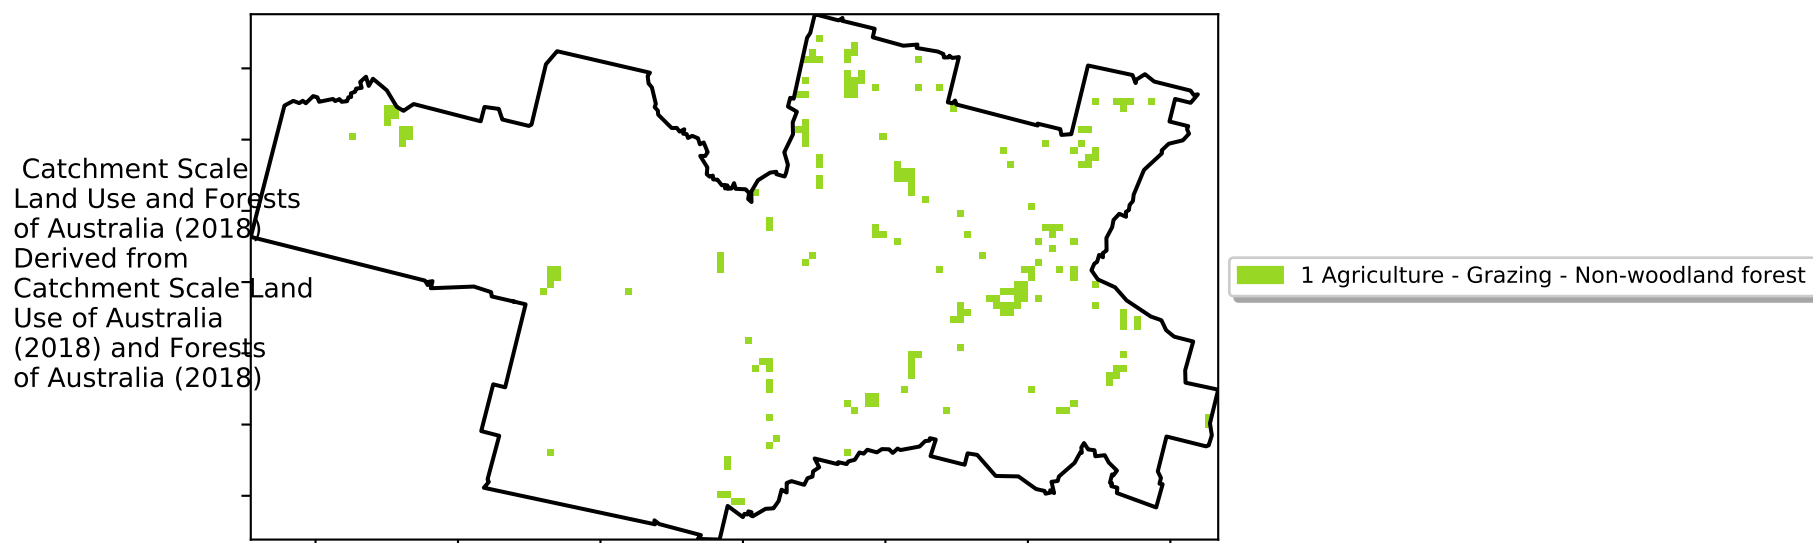 Catchment Scale
Land Use and Forests
of Australia (2018)
Derived from
Catchment Scale Land
Use of Australia
(2018) and Forests
of Australia (2018)
1 Agriculture - Grazing - Non-woodland forest